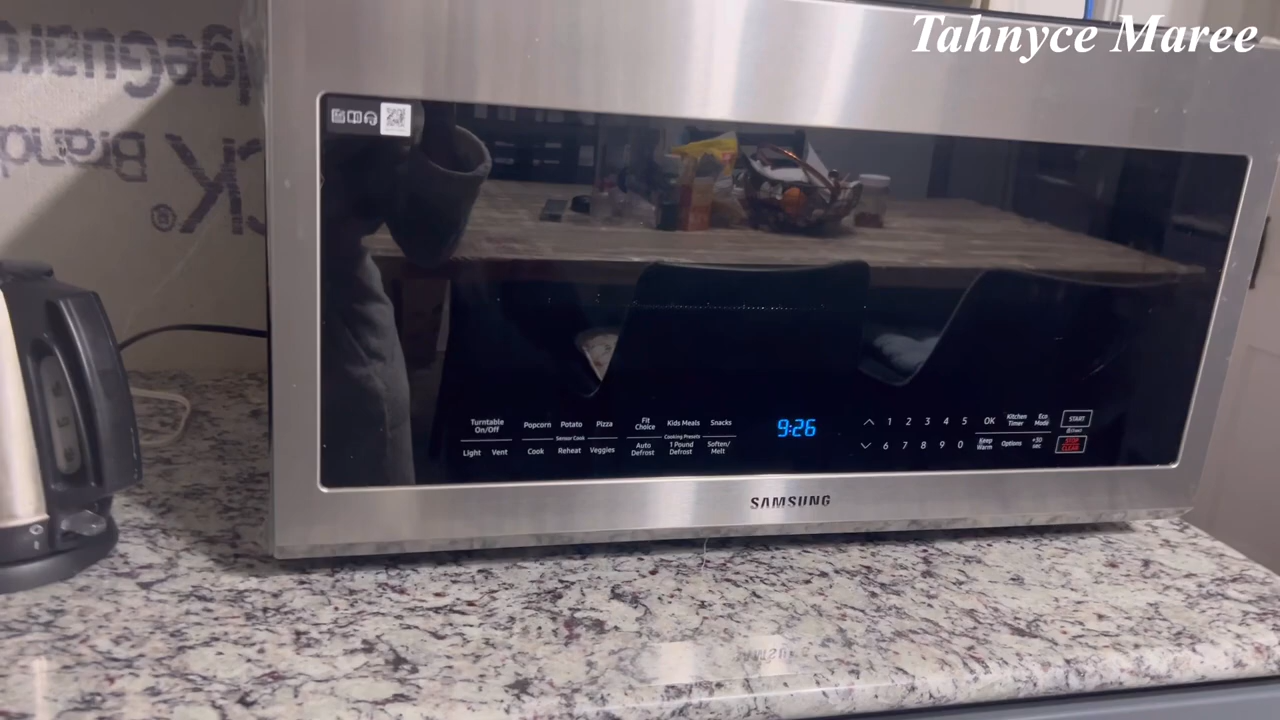 Tahnyce Maree
Brand
®
Turntable On/Off
Popcorn
Potato
Pizza
Fit Choice
Kids Meals
Snacks
Sensor Cook
Cooking Presets
Light
Vent
Cook
Reheat
Veggies
Auto Defrost
1 Pound Defrost
Soften/ Melt
9:26
1 2 3 4 5
6 7 8 9 0
OK
Kitchen Timer
Eco Mode
START
Keep Warm
Options
+30 sec
STOP CLEAR
SAMSUNG